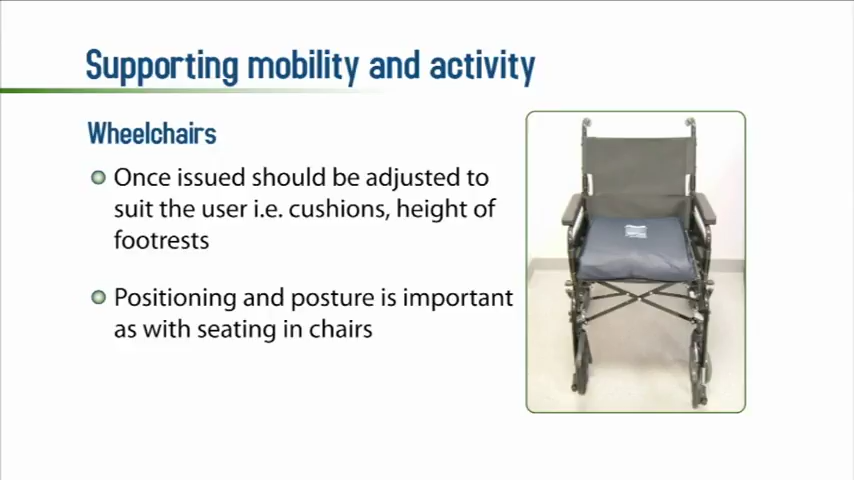 Supporting mobility and activity
Wheelchairs
Once issued should be adjusted to
suit the user i.e. cushions, height of
footrests
Positioning and posture is important
as with seating in chairs